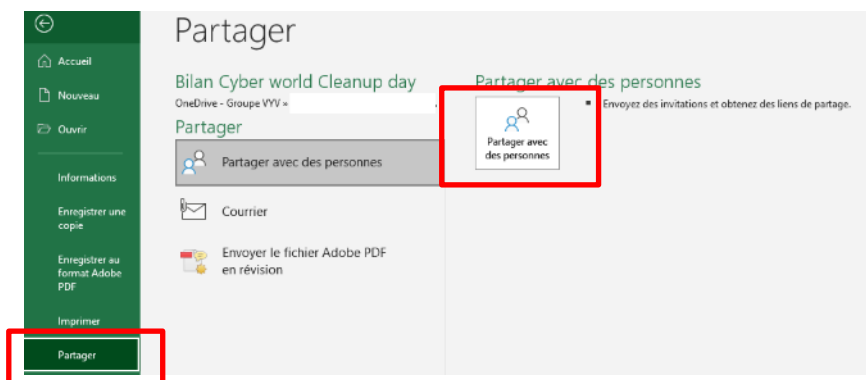 Partager
Accueil
Nouveau
Ouvrir
Informations
Enregistrer une
copie
Enregistrer au
format Adobe
PDF
Imprimer
Partager
Bilan Cyber world Cleanup day
OneDrive - Groupe VYV »
Partager
Partager avec des personnes
Courrier
Envoyer le fichier Adobe PDF
en révision
Partager avec des personnes
Partager avec
des personnes
Envoyez des invitations et obtenez des liens de partage.